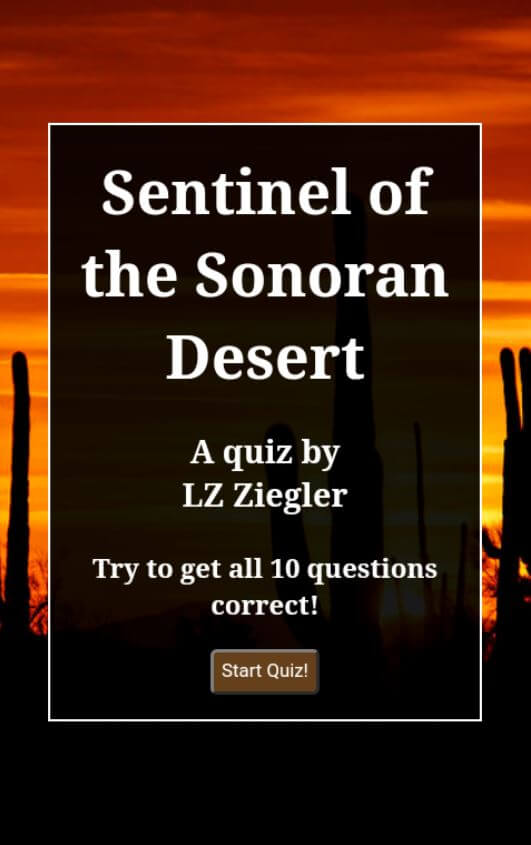 Sentinel of
the Sonoran
Desert
A quiz by
LZ Ziegler
Try to get all 10 questions
correct!
Start Quiz!